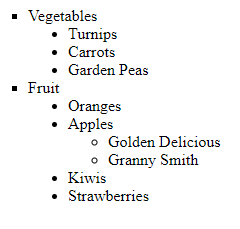 Vegetables
Turnips
Carrots
Garden Peas
Fruit
Oranges
Apples
Golden Delicious
Granny Smith
Kiwis
Strawberries